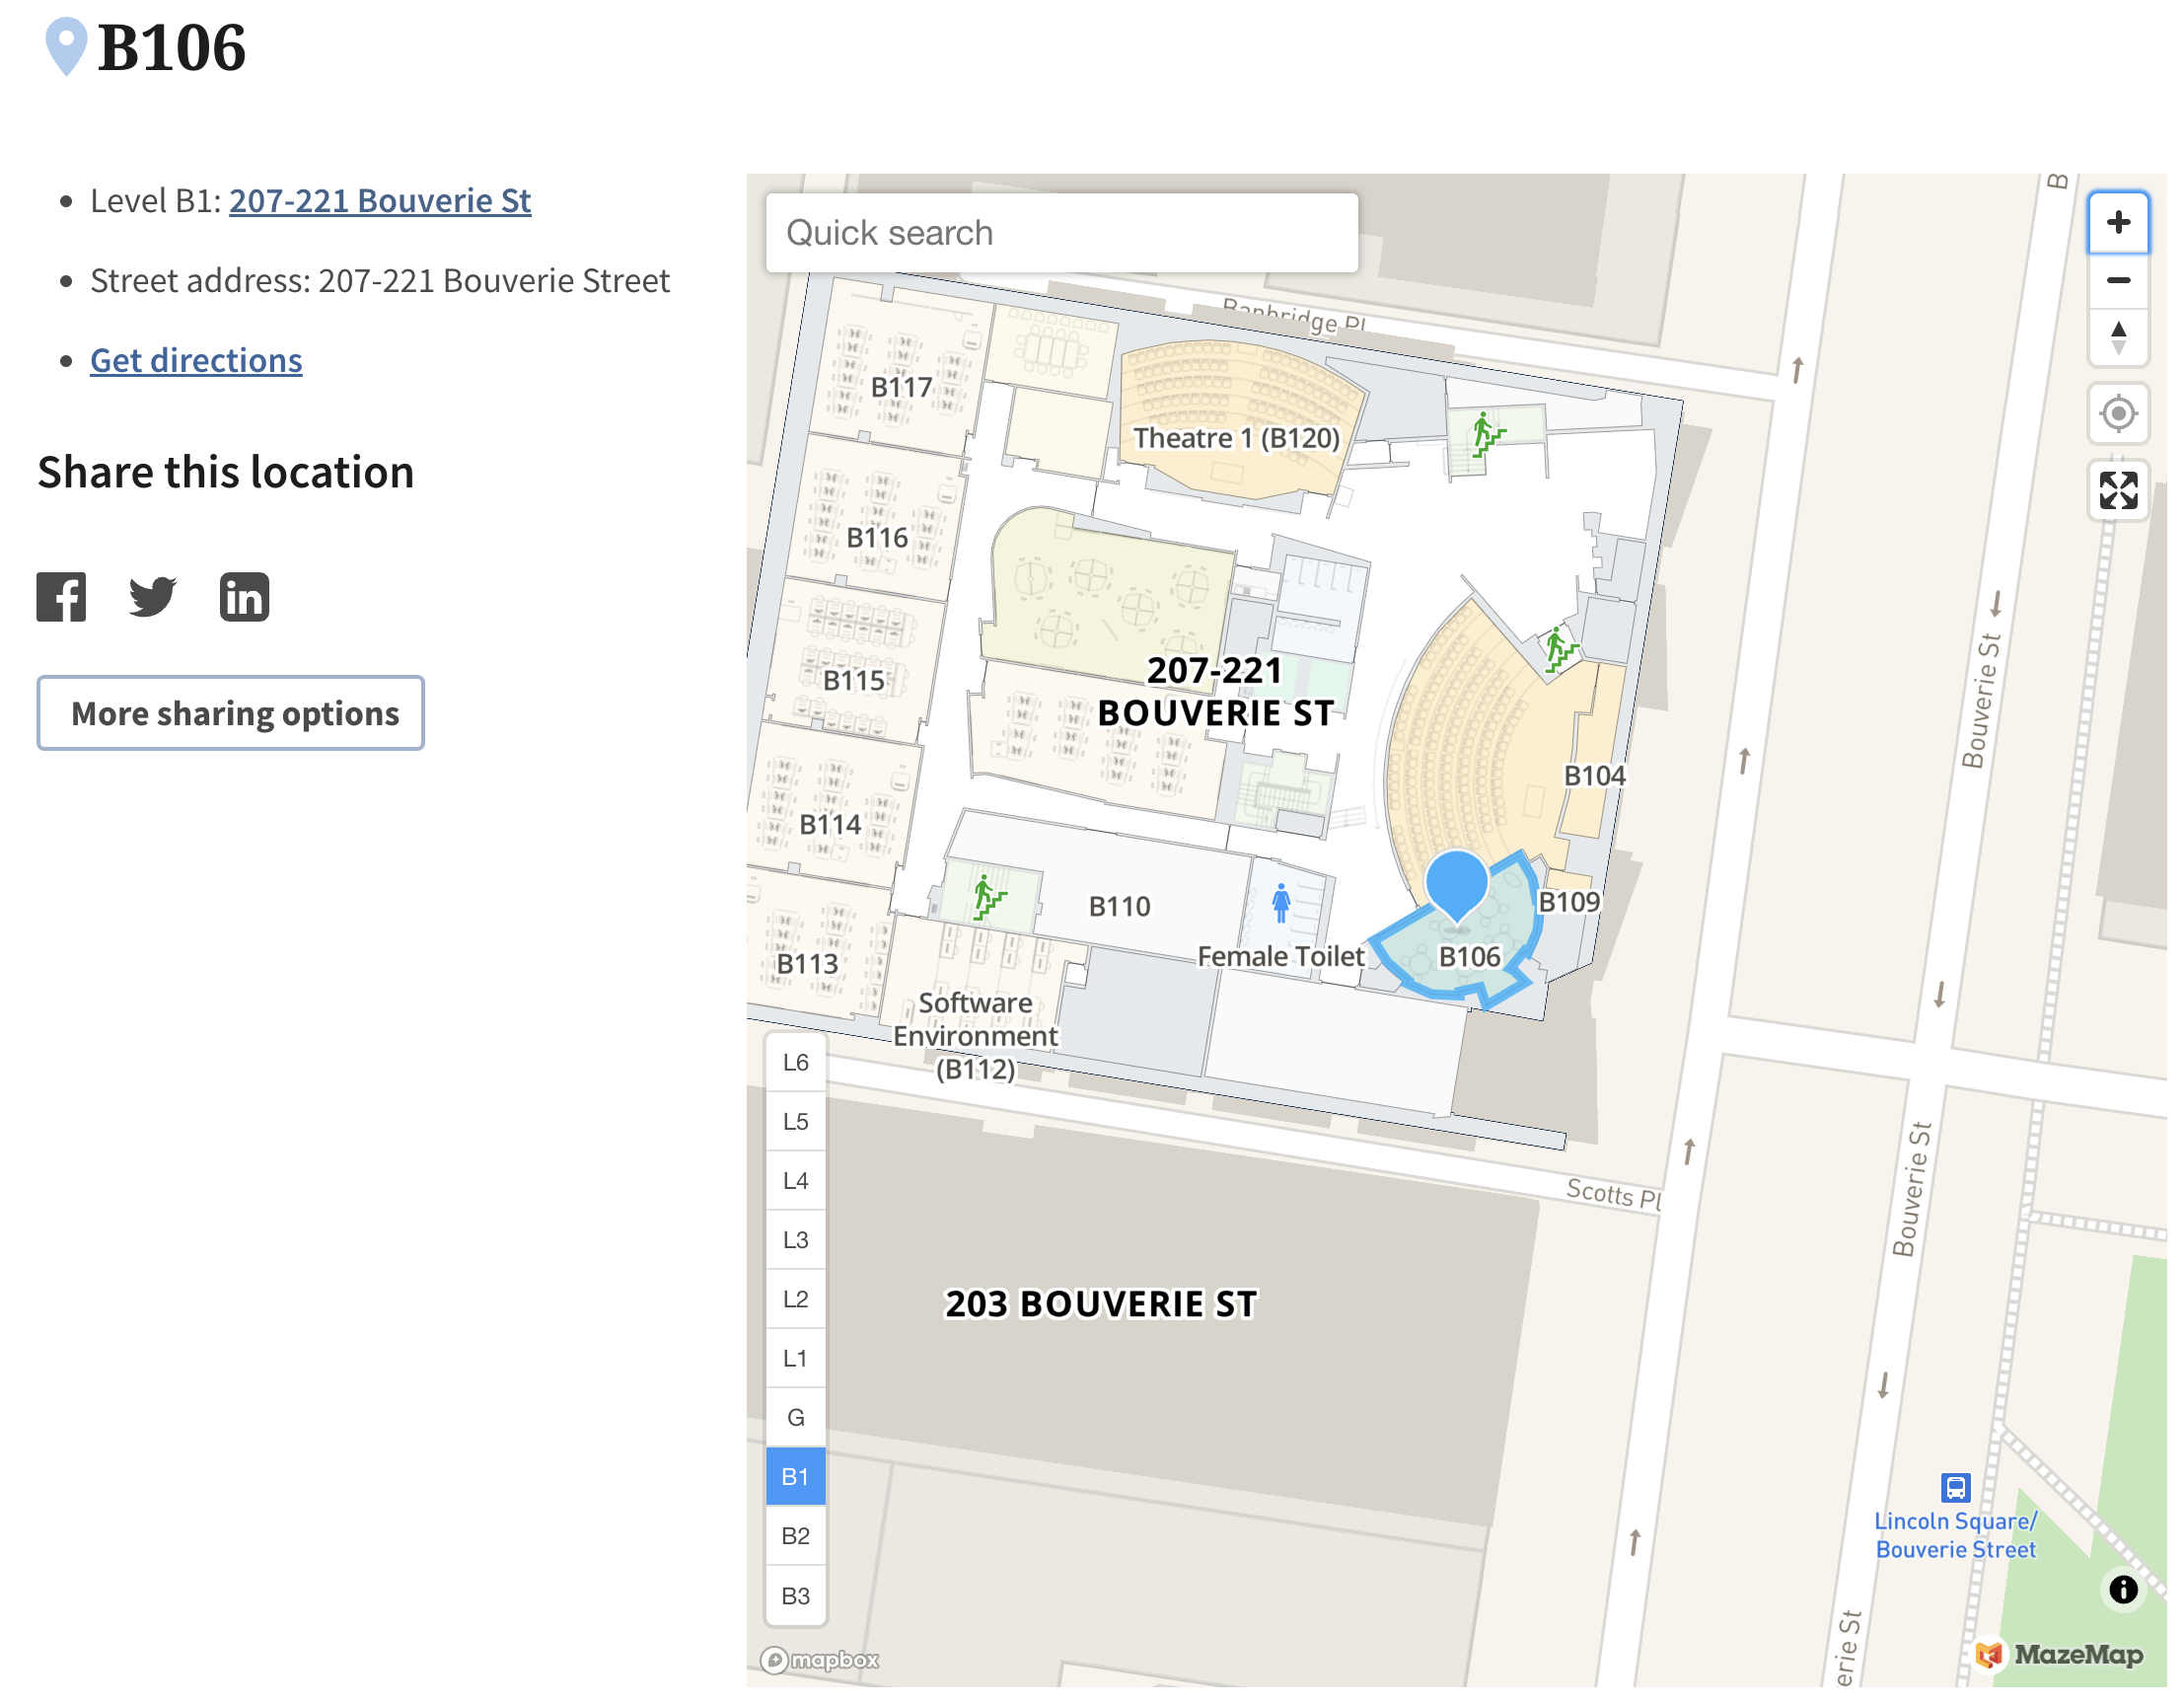 B106
Level B1: 207-221 Bouverie St
Street address: 207-221 Bouverie Street
Get directions
Share this location
More sharing options
Quick search
Banbridge Pl
B117
Theatre 1 (B120)
B116
B115
207-221
BOUVERIE ST
B104
B114
B110
B109
B113
Female Toilet
B106
Software
Environment
(B112)
Scotts Pl
Bouverie St
Bouverie St
erie St
B
203 BOUVERIE ST
L6
L5
L4
L3
L2
L1
G
B1
B2
B3
Lincoln Square/
Bouverie Street
mapbox
MazeMap